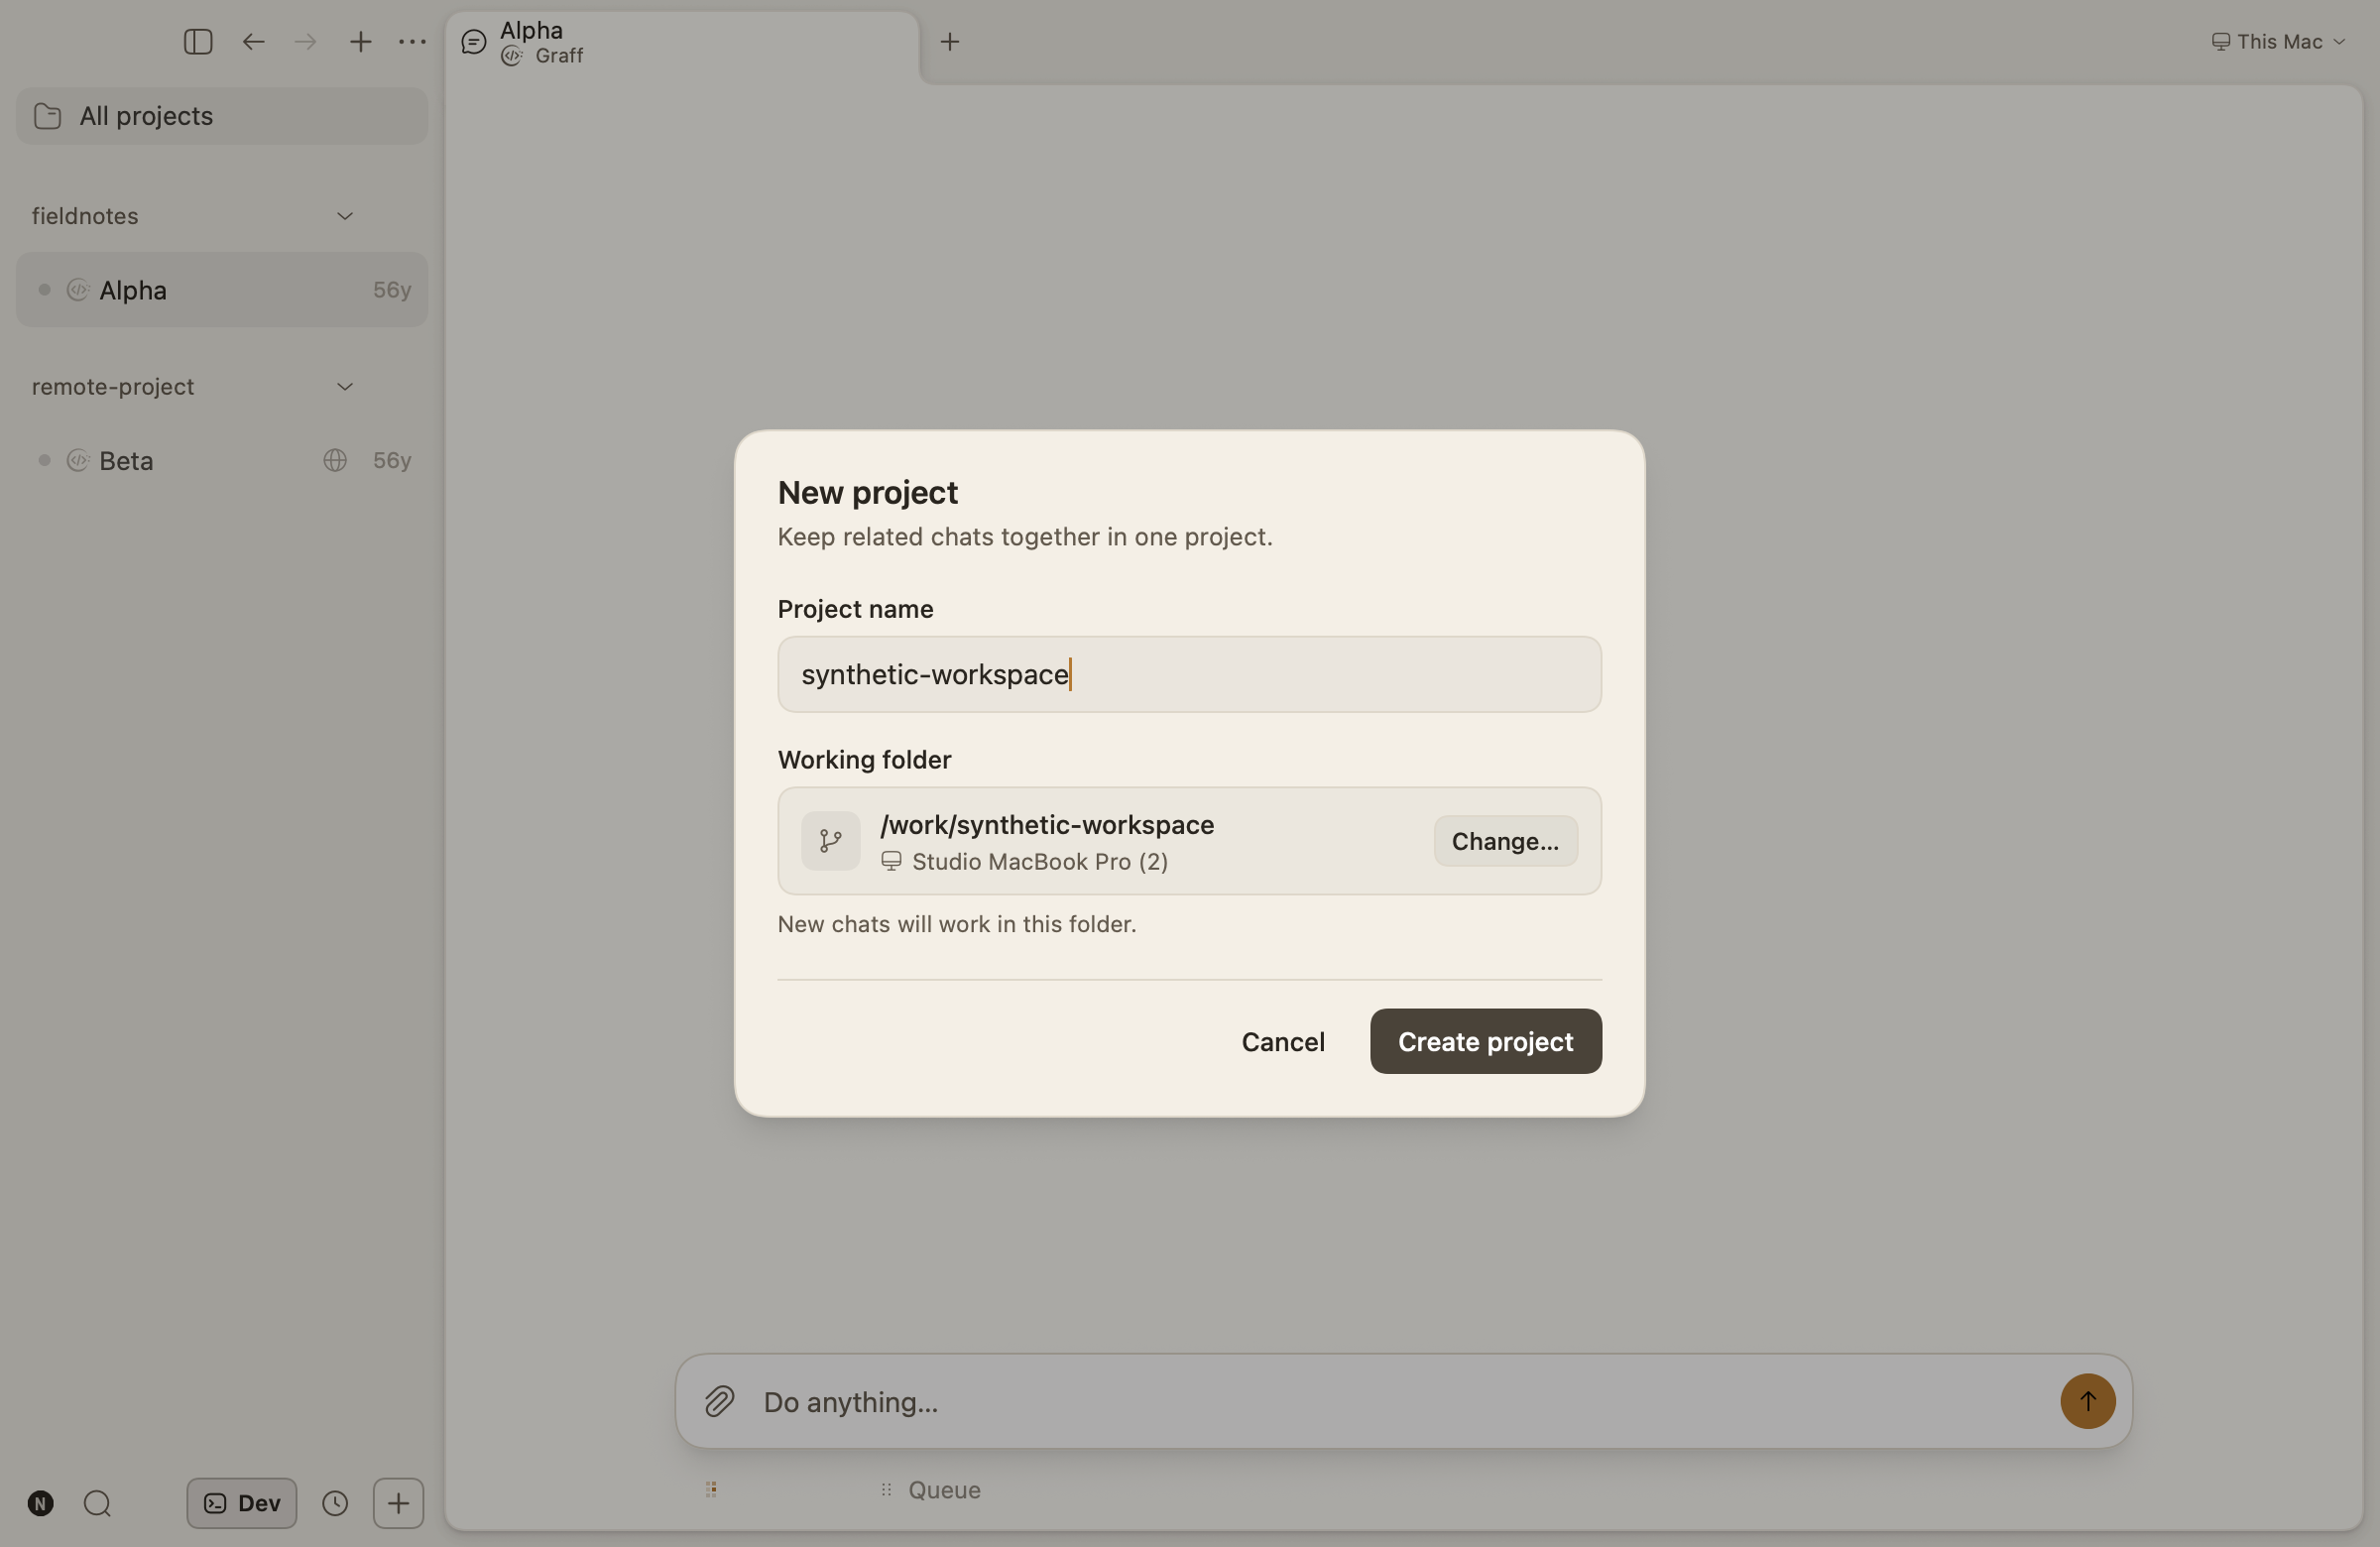 Alpha
Graff
This Mac
All projects
fieldnotes
Alpha 56y
remote-project
Beta 56y
New project
Keep related chats together in one project.
Project name
synthetic-workspace
Working folder
/work/synthetic-workspace
Studio MacBook Pro (2)
Change...
New chats will work in this folder.
Cancel
Create project
Do anything...
Queue
N
Dev